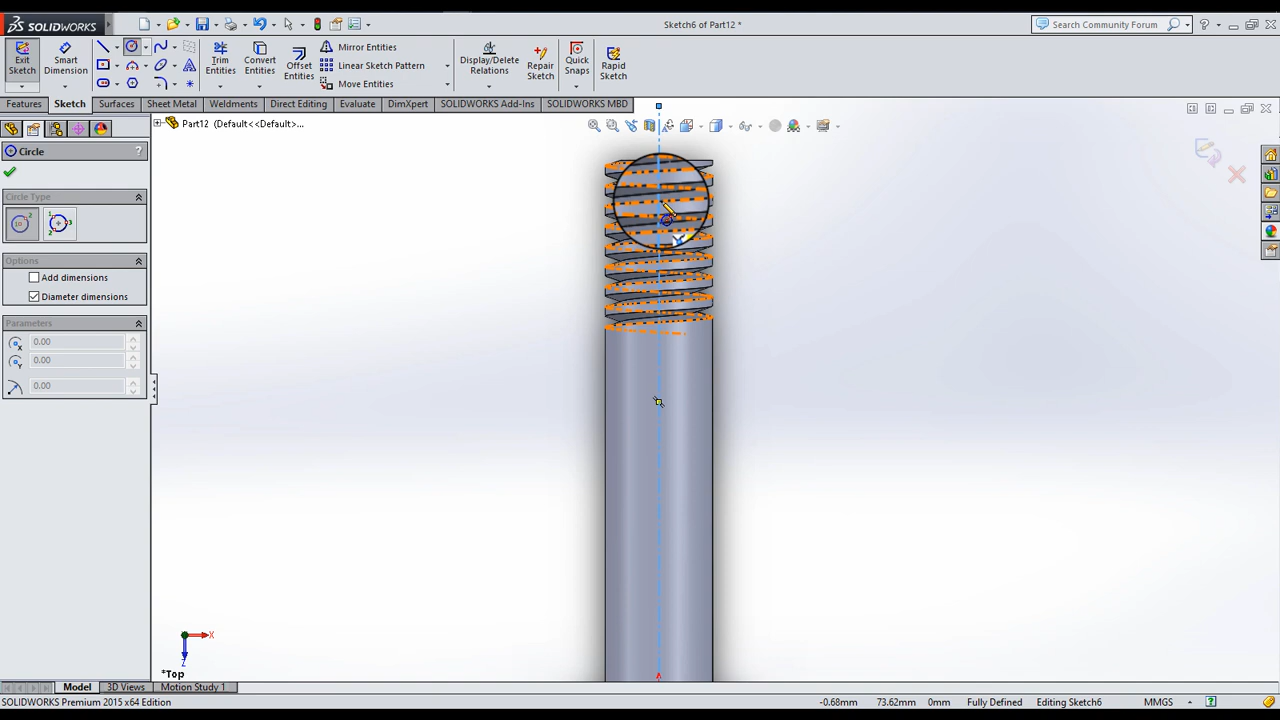 SOLIDWORKS
Sketch6 of Part12 *
Search Community Forum
Exit Sketch
Smart Dimension
Trim Entities
Convert Entities
Offset Entities
Mirror Entities
Linear Sketch Pattern
Move Entities
Display/Delete Relations
Repair Sketch
Quick Snaps
Rapid Sketch
Features
Sketch
Surfaces
Sheet Metal
Weldments
Direct Editing
Evaluate
DimXpert
SOLIDWORKS Add-Ins
SOLIDWORKS MBD
Part12 (Default<<Default>...
Circle
?
Circle Type
Options
Add dimensions
Diameter dimensions
Parameters
0.00
0.00
0.00
X
Z
*Top
Model
3D Views
Motion Study 1
SOLIDWORKS Premium 2015 x64 Edition
-0.68mm
73.62mm
0mm
Fully Defined
Editing Sketch6
MMGS